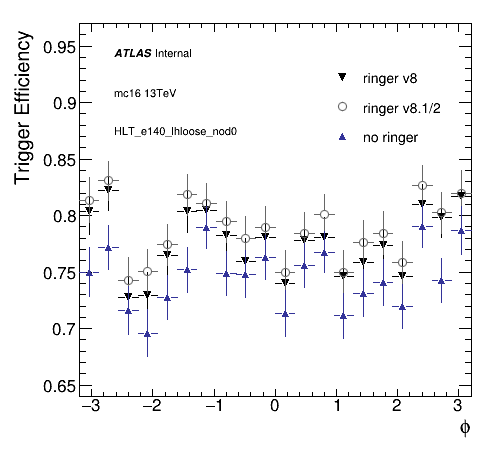 Trigger Efficiency
0.95
0.9
0.85
0.8
0.75
0.7
0.65
ATLAS Internal
mc16 13TeV
HLT_e140_lhloose_nod0
ringer v8
ringer v8.1/2
no ringer
−3 −2 −1 0 1 2 3
ϕ